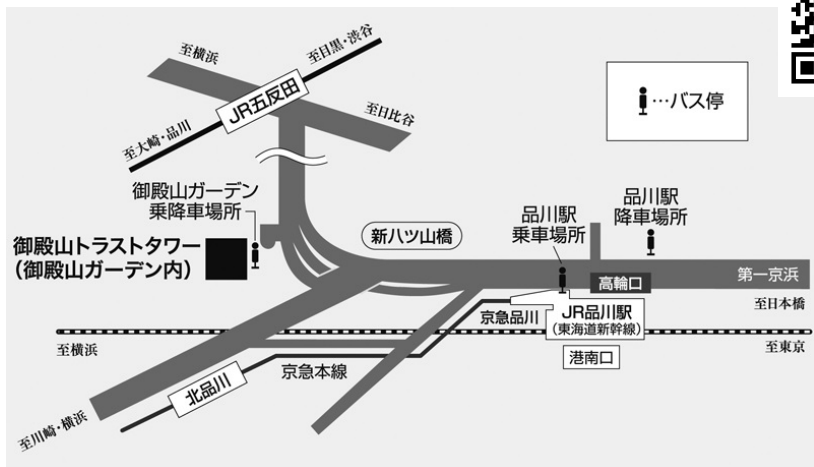 至横浜
至目黒・渋谷
JR五反田
至日比谷
至大崎・品川
…バス停
御殿山ガーデン
乗降車場所
御殿山トラストタワー
（御殿山ガーデン内）
新八ツ山橋
品川駅
乗車場所
品川駅
降車場所
高輪口
第一京浜
至日本橋
京急品川
JR品川駅
（東海道新幹線）
至横浜
至東京
港南口
京急本線
北品川
至川崎・横浜